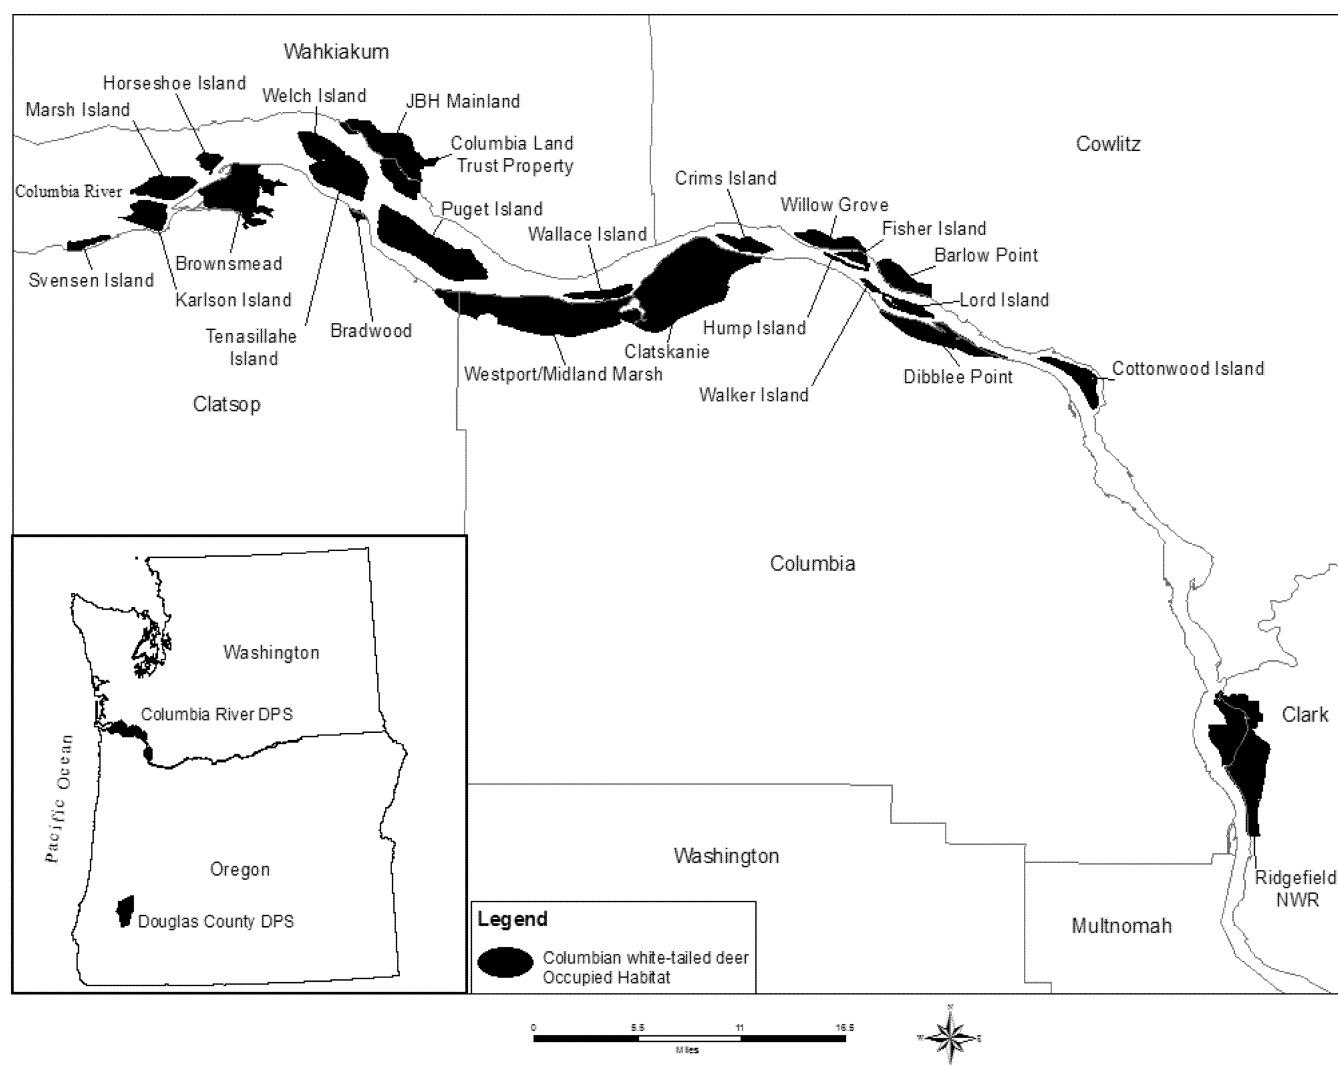 Wahkiakum
Horseshoe Island
Welch Island
JBH Mainland
Marsh Island
Columbia Land
Trust Property
Cowlitz
Columbia River
Crims Island
Puget Island
Willow Grove
Wallace Island
Fisher Island
Barlow Point
Svensen Island
Brownsmead
Karlson Island
Lord Island
Tenasillahe
Island
Bradwood
Hump Island
Clatskanie
Westport/Midland Marsh
Walker Island
Dibblee Point
Cottonwood Island
Clatsop
Columbia
Washington
Columbia River DPS
Pacific Ocean
Oregon
Douglas County DPS
Clark
Washington
Ridgefield
NWR
Multnomah
Legend
Columbian white-tailed deer
Occupied Habitat
0 5.5 11 16.5
Miles
N
W E
S